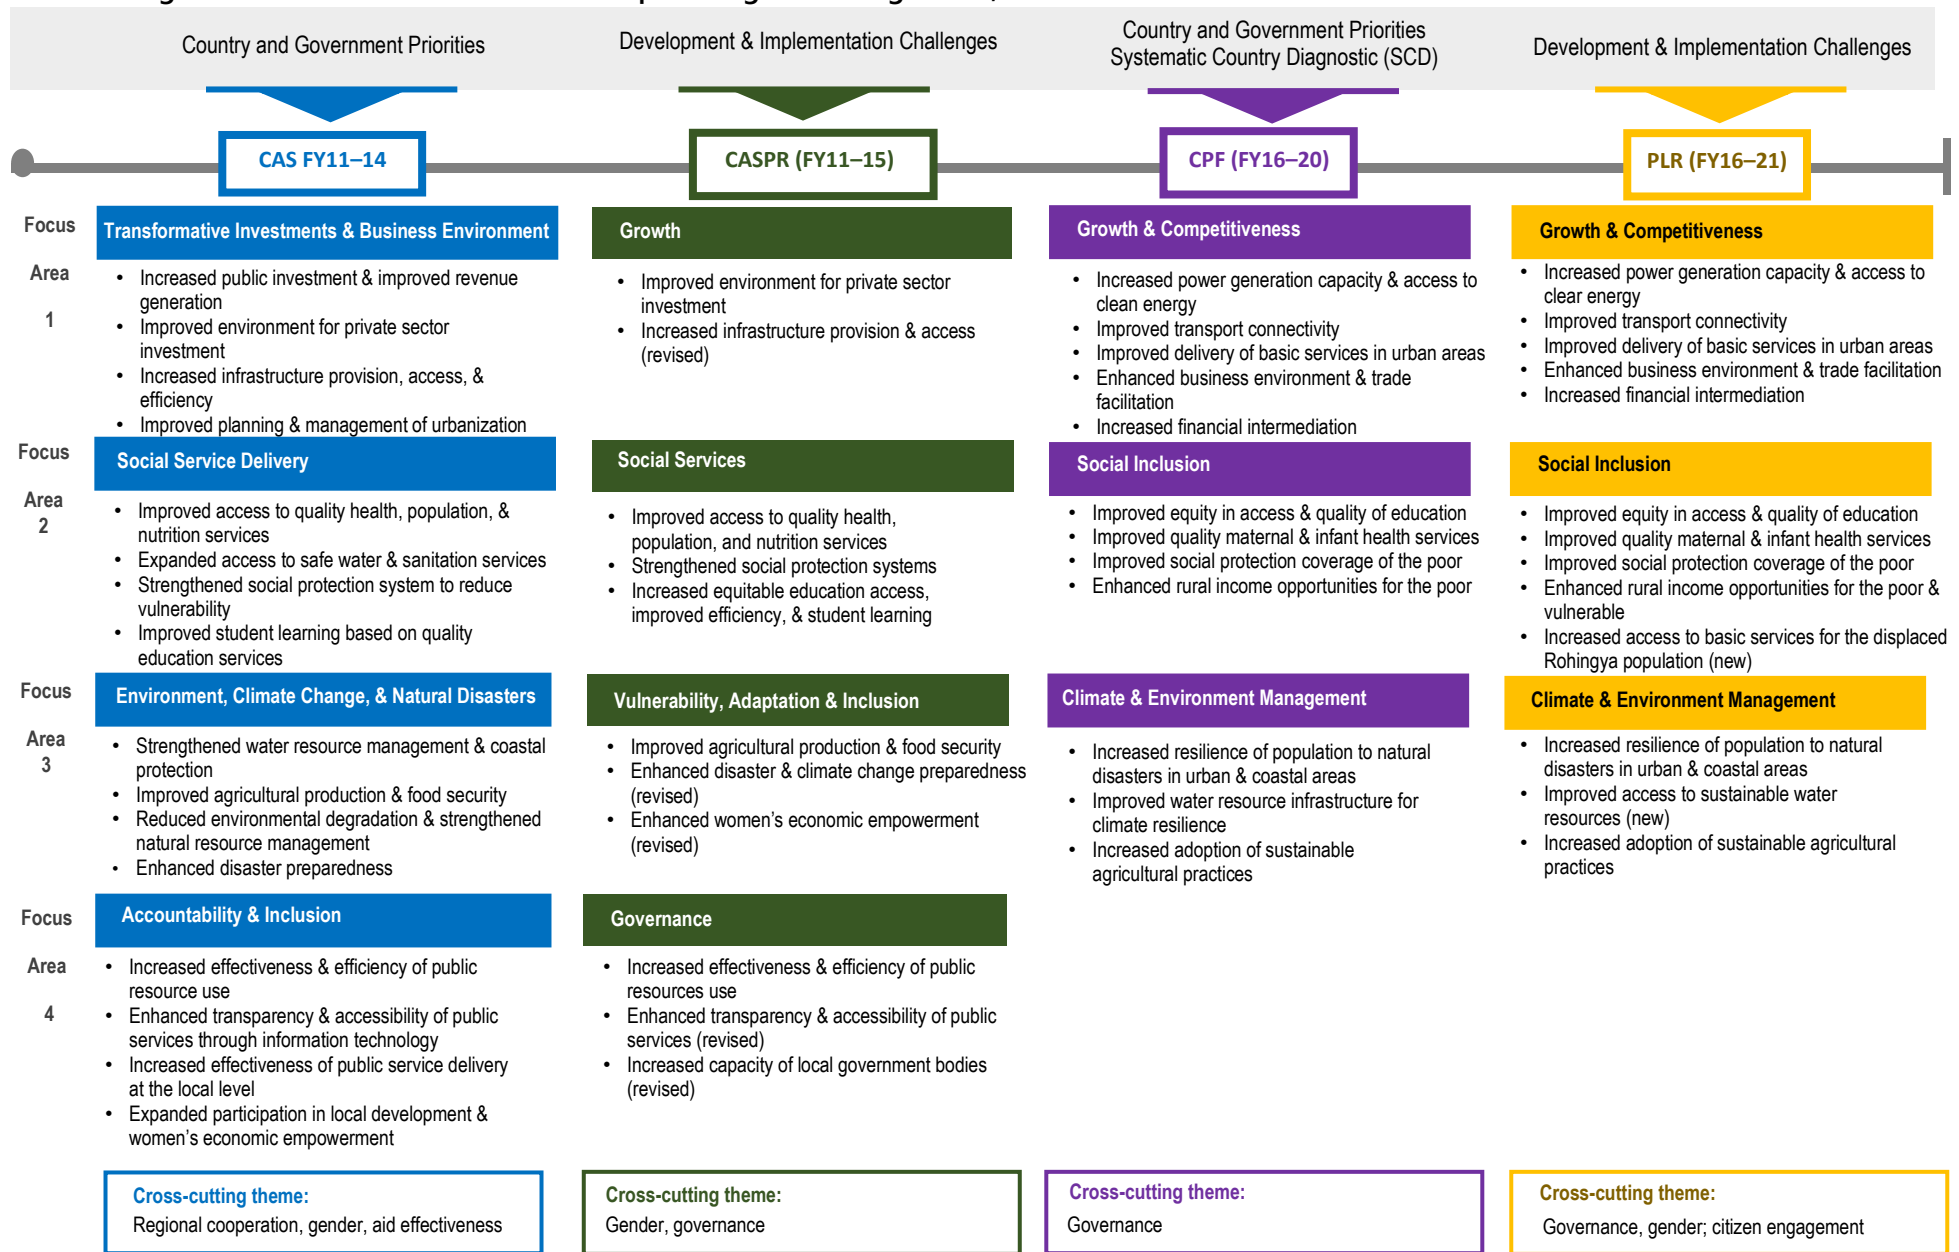 Country and Government Priorities
Development & Implementation Challenges
Country and Government Priorities
Systematic Country Diagnostic (SCD)
Development & Implementation Challenges
CAS FY11–14
CASPR (FY11–15)
CPF (FY16–20)
PLR (FY16–21)
Focus
Area
1
Transformative Investments & Business Environment
• Increased public investment & improved revenue
generation
• Improved environment for private sector
investment
• Increased infrastructure provision, access, &
efficiency
• Improved planning & management of urbanization
Growth
• Improved environment for private sector
investment
• Increased infrastructure provision & access
(revised)
Growth & Competitiveness
• Increased power generation capacity & access to
clean energy
• Improved transport connectivity
• Improved delivery of basic services in urban areas
• Enhanced business environment & trade
facilitation
• Increased financial intermediation
Growth & Competitiveness
• Increased power generation capacity & access to
clear energy
• Improved transport connectivity
• Improved delivery of basic services in urban areas
• Enhanced business environment & trade facilitation
• Increased financial intermediation
Focus
Area
2
Social Service Delivery
• Improved access to quality health, population, &
nutrition services
• Expanded access to safe water & sanitation services
• Strengthened social protection system to reduce
vulnerability
• Improved student learning based on quality
education services
Social Services
• Improved access to quality health,
population, and nutrition services
• Strengthened social protection systems
• Increased equitable education access,
improved efficiency, & student learning
Social Inclusion
• Improved equity in access & quality of education
• Improved quality maternal & infant health services
• Improved social protection coverage of the poor
• Enhanced rural income opportunities for the poor
Social Inclusion
• Improved equity in access & quality of education
• Improved quality maternal & infant health services
• Improved social protection coverage of the poor
• Enhanced rural income opportunities for the poor &
vulnerable
• Increased access to basic services for the displaced
Rohingya population (new)
Focus
Area
3
Environment, Climate Change, & Natural Disasters
• Strengthened water resource management & coastal
protection
• Improved agricultural production & food security
• Reduced environmental degradation & strengthened
natural resource management
• Enhanced disaster preparedness
Vulnerability, Adaptation & Inclusion
• Improved agricultural production & food security
• Enhanced disaster & climate change preparedness
(revised)
• Enhanced women’s economic empowerment
(revised)
Climate & Environment Management
• Increased resilience of population to natural
disasters in urban & coastal areas
• Improved water resource infrastructure for
climate resilience
• Increased adoption of sustainable
agricultural practices
Climate & Environment Management
• Increased resilience of population to natural
disasters in urban & coastal areas
• Improved access to sustainable water
resources (new)
• Increased adoption of sustainable agricultural
practices
Focus
Area
4
Accountability & Inclusion
• Increased effectiveness & efficiency of public
resource use
• Enhanced transparency & accessibility of public
services through information technology
• Increased effectiveness of public service delivery
at the local level
• Expanded participation in local development &
women’s economic empowerment
Governance
• Increased effectiveness & efficiency of public
resources use
• Enhanced transparency & accessibility of public
services (revised)
• Increased capacity of local government bodies
(revised)
Cross-cutting theme:
Regional cooperation, gender, aid effectiveness
Cross-cutting theme:
Gender, governance
Cross-cutting theme:
Governance
Cross-cutting theme:
Governance, gender; citizen engagement